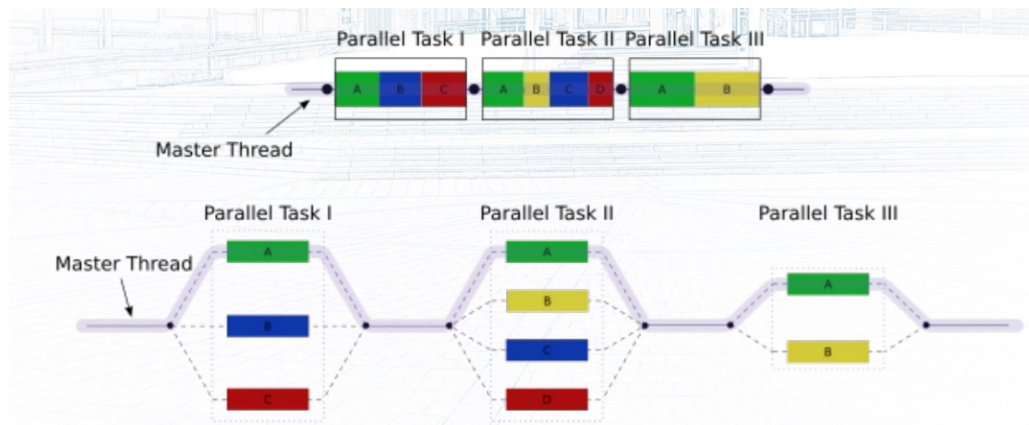 Parallel Task I Parallel Task II Parallel Task III
A B C A B C D A B
Master Thread
Parallel Task I Parallel Task II Parallel Task III
A A
Master Thread
B A
B C B
C D